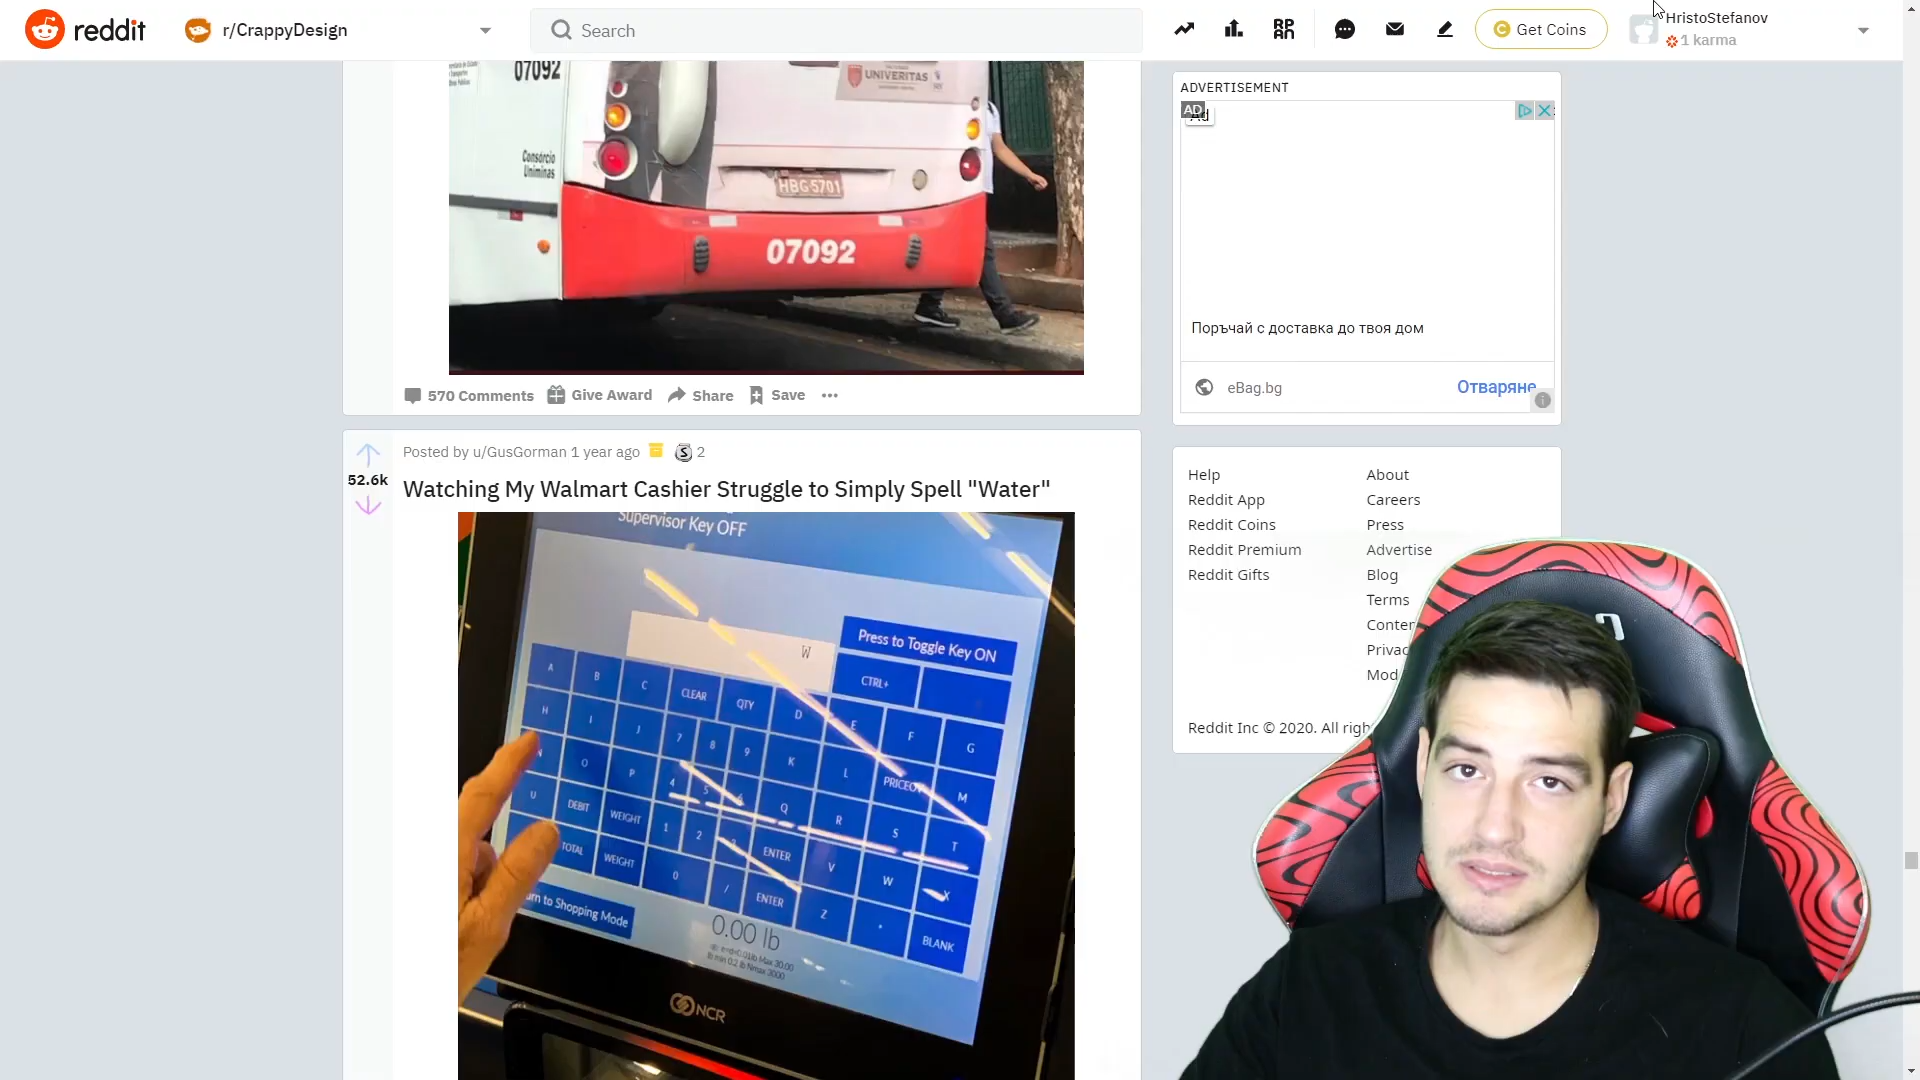 reddit
r/CrappyDesign
Search
Get Coins
HristoStefanov
1 karma
07092
UNIVERITAS
Consórcio
Uniminas
HBG-5701
07092
570 Comments
Give Award
Share
Save
Posted by u/GusGorman 1 year ago
2
52.6k
Watching My Walmart Cashier Struggle to Simply Spell "Water"
Supervisor Key OFF
W
Press to Toggle Key ON
CTRL+
A B C CLEAR QTY D E F G
H I J 7 8 9 K L M
N O P 4 5 Q R S T
U DEBIT WEIGHT 1 2 3 ENTER V W X
TOTAL WEIGHT 0 / ENTER Z * BLANK
to Shopping Mode
0.00 lb
NCR
ADVERTISEMENT
AD
Ad
Поръчай с доставка до твоя дом
eBag.bg
Отваряне
Help
Reddit App
Reddit Coins
Reddit Premium
Reddit Gifts
About
Careers
Press
Advertise
Blog
Terms
Conter
Privac
Mod
Reddit Inc © 2020. All righ